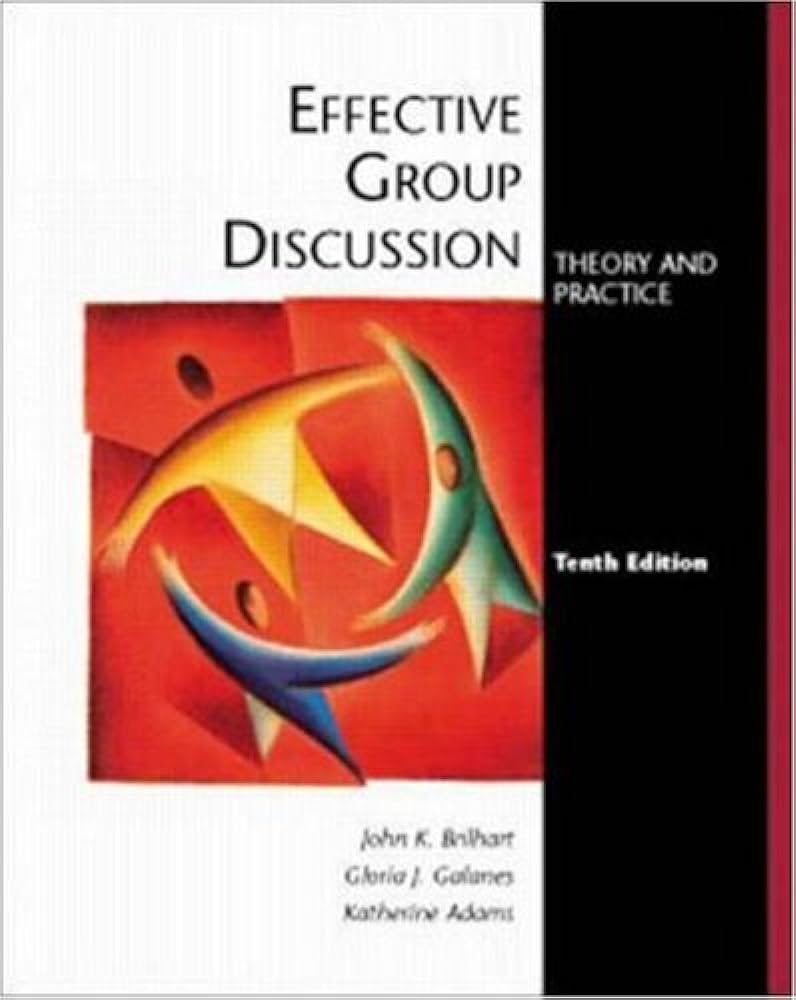 EFFECTIVE
GROUP
DISCUSSION
THEORY AND
PRACTICE
Tenth Edition
John K. Brilhart
Gloria J. Galanes
Katherine Adams